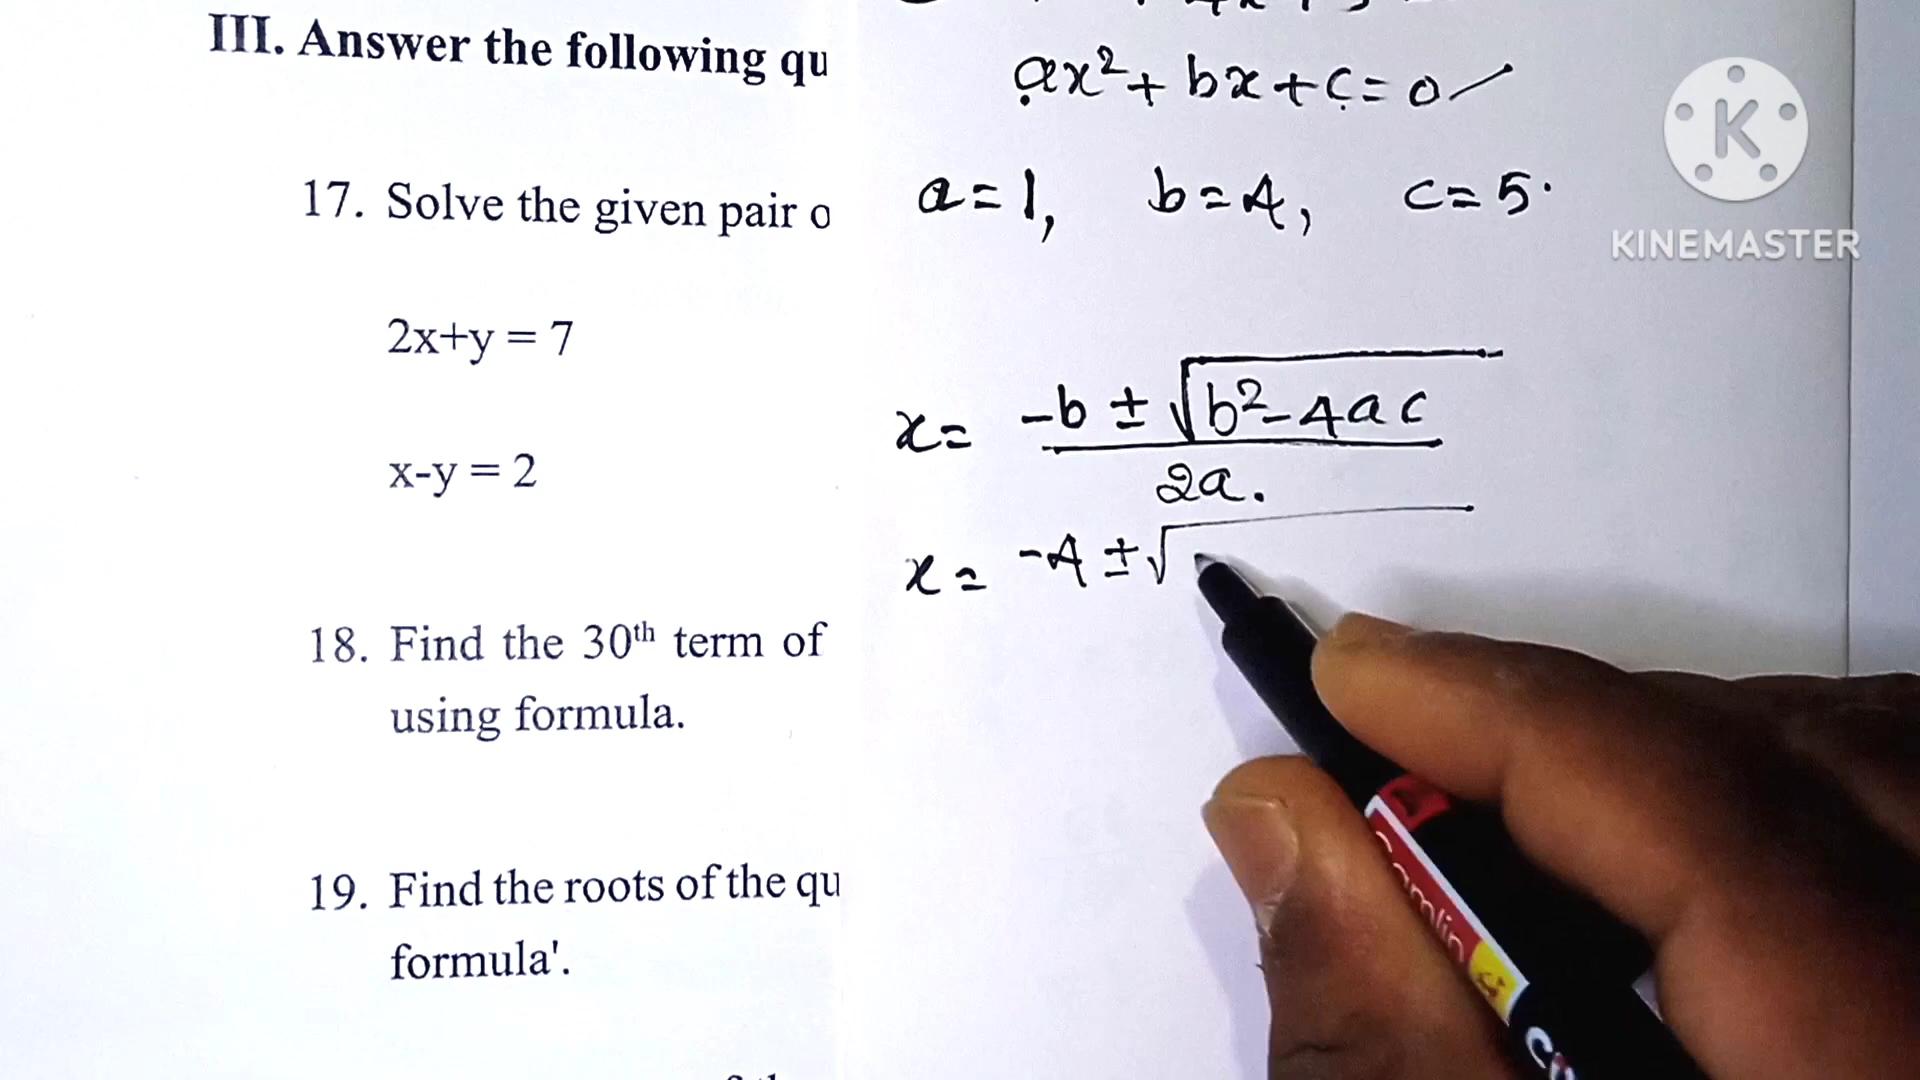 III. Answer the following qu
17. Solve the given pair o
2x+y = 7
x-y = 2
18. Find the 30th term of
using formula.
19. Find the roots of the qu
formula'.
ax²+ bx+c=0
a=1, b=4, c=5.
x= -b ± √b²-4ac
2a.
x= -4 ± √
K
KINEMASTER
Camlin